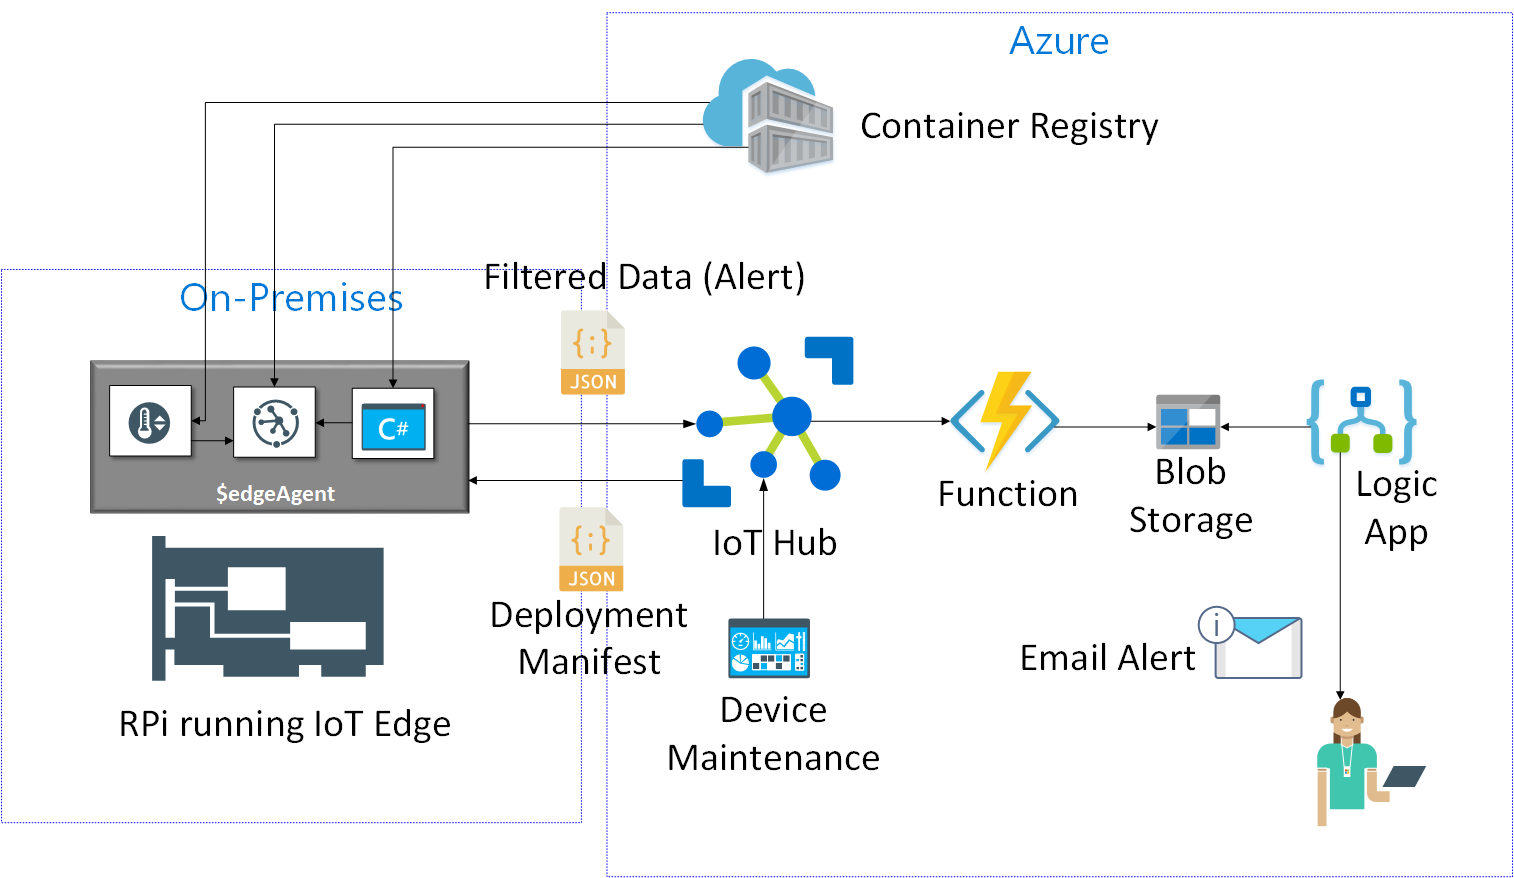 Azure
Container Registry
Filtered Data (Alert)
On-Premises
{;}
JSON
C#
$edgeAgent
{;}
JSON
IoT Hub
Function
Blob
Storage
Logic
App
Deployment
Manifest
Email Alert
i
RPi running IoT Edge
Device
Maintenance